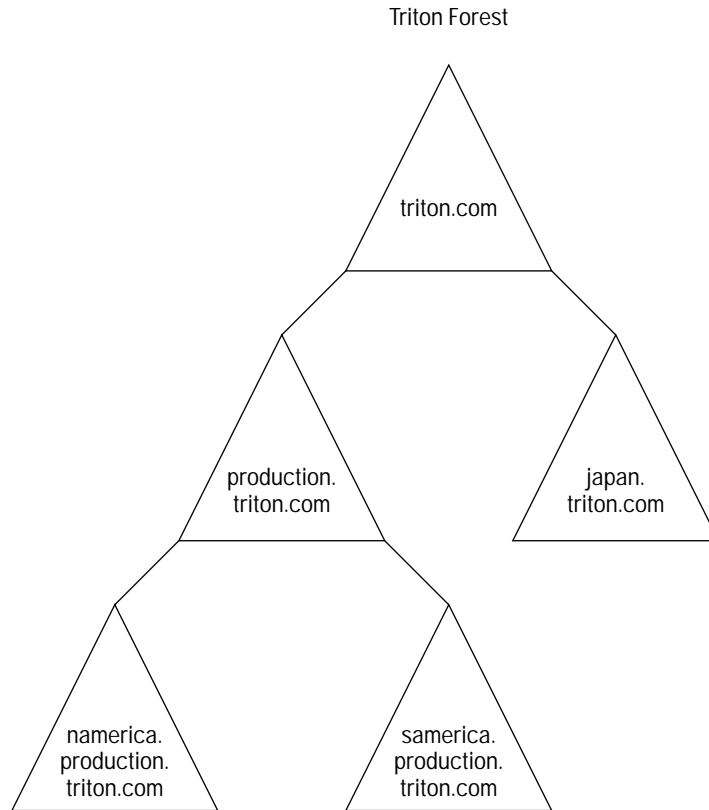 Triton Forest
triton.com
production.
triton.com
japan.
triton.com
namerica.
production.
triton.com
samerica.
production.
triton.com